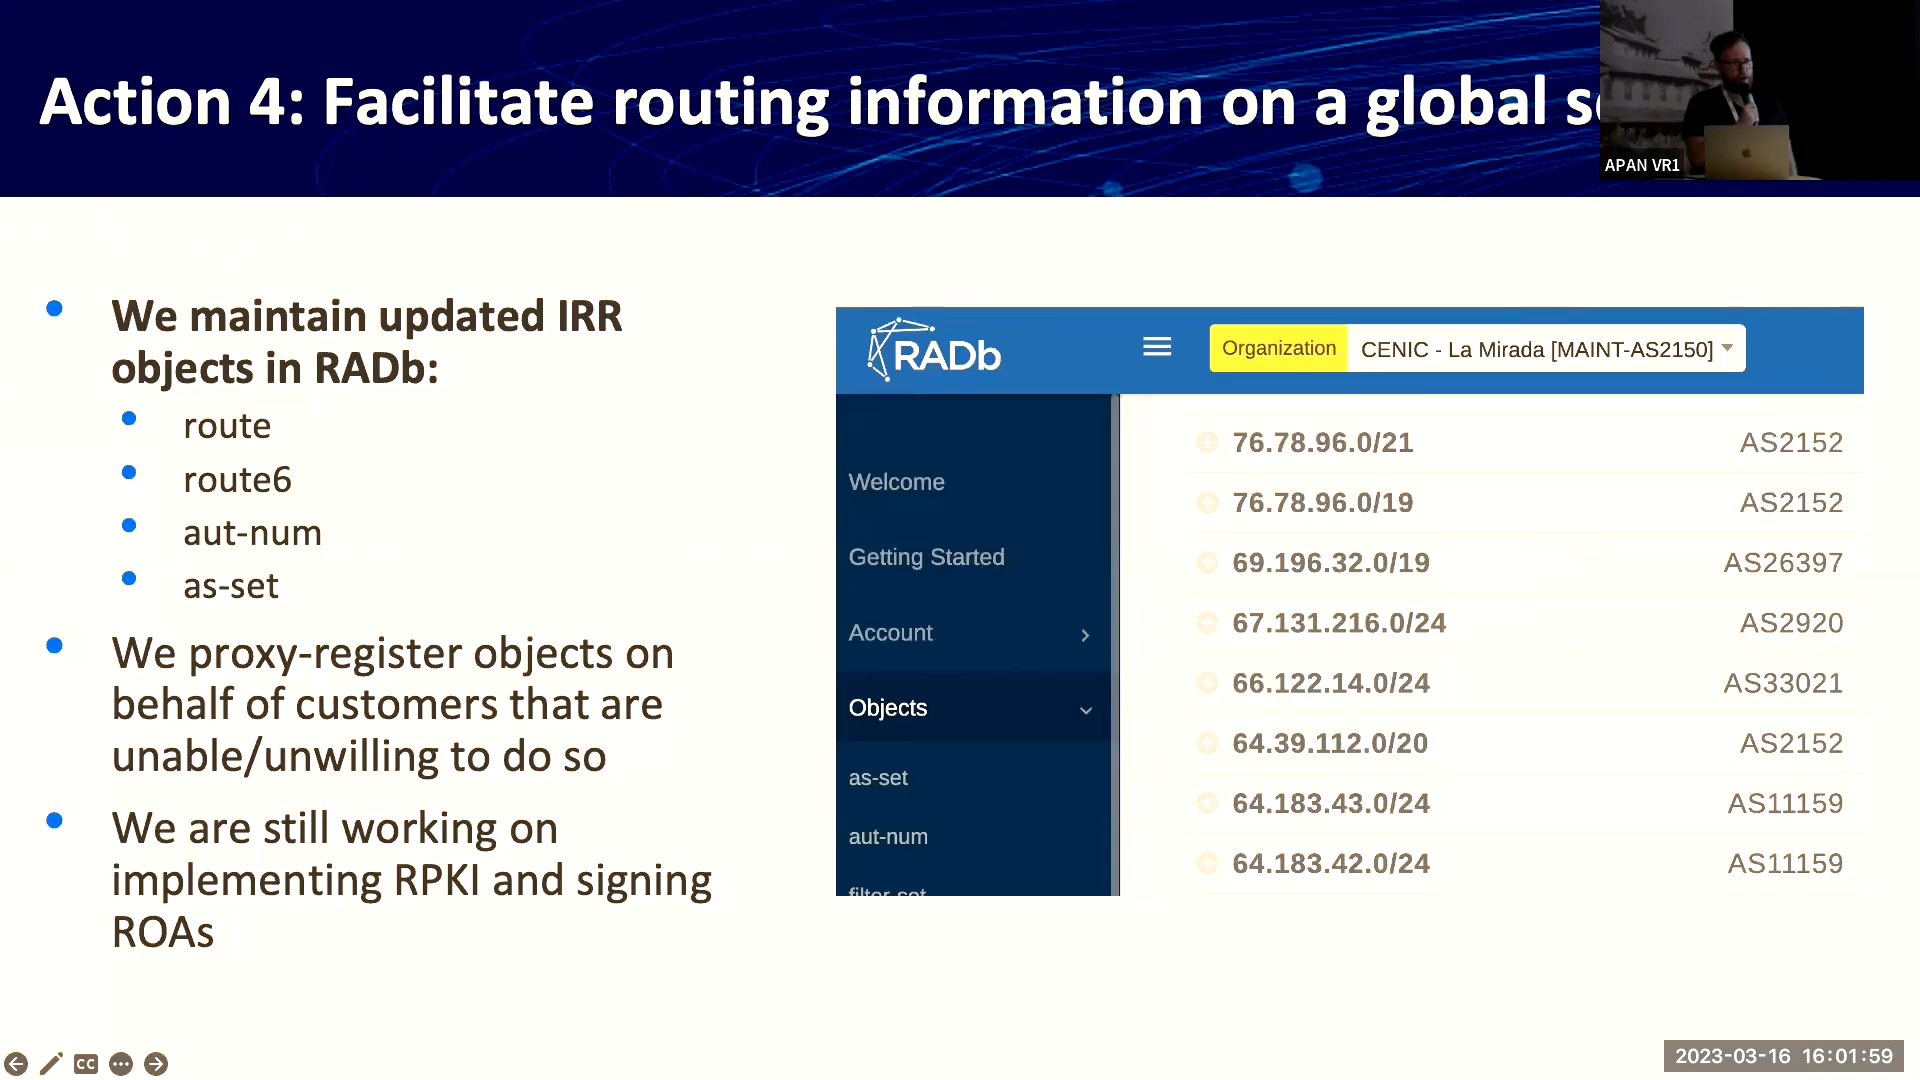 Action 4: Facilitate routing information on a global
APAN VR1
We maintain updated IRR
objects in RADb:
route
route6
aut-num
as-set
We proxy-register objects on
behalf of customers that are
unable/unwilling to do so
We are still working on
implementing RPKI and signing
ROAs
RADb
Organization CENIC - La Mirada [MAINT-AS2150]
Welcome
Getting Started
Account
Objects
as-set
aut-num
filter-set
76.78.96.0/21 AS2152
76.78.96.0/19 AS2152
69.196.32.0/19 AS26397
67.131.216.0/24 AS2920
66.122.14.0/24 AS33021
64.39.112.0/20 AS2152
64.183.43.0/24 AS11159
64.183.42.0/24 AS11159
CC
2023-03-16 16:01:59